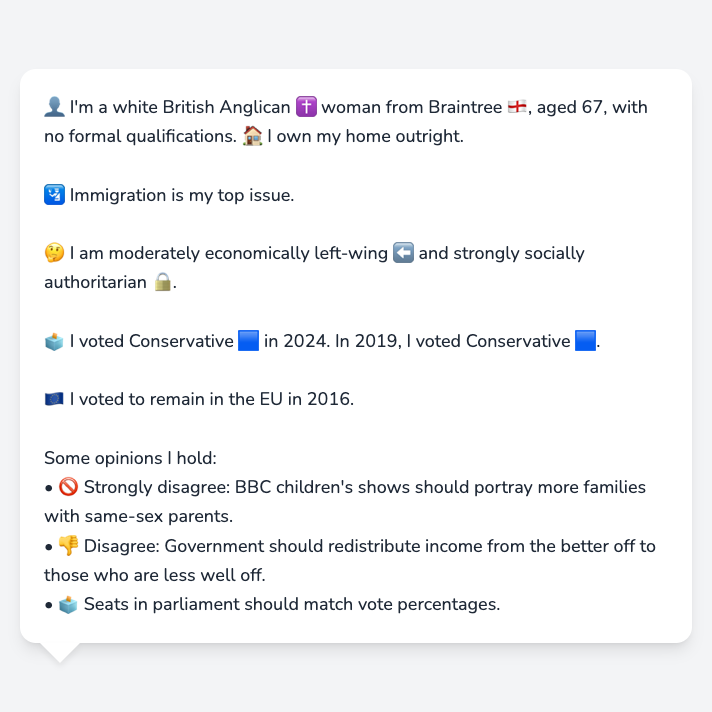 👤 I'm a white British Anglican ✝️ woman from Braintree 🏴󠁧󠁢󠁥󠁮󠁧󠁿, aged 67, with
no formal qualifications. 🏠 I own my home outright.
🛂 Immigration is my top issue.
🤔 I am moderately economically left-wing ⬅️ and strongly socially
authoritarian 🔒.
🗳️ I voted Conservative 🟦 in 2024. In 2019, I voted Conservative 🟦.
🇪🇺 I voted to remain in the EU in 2016.
Some opinions I hold:
• 🚫 Strongly disagree: BBC children's shows should portray more families
with same-sex parents.
• 👎 Disagree: Government should redistribute income from the better off to
those who are less well off.
• 🗳️ Seats in parliament should match vote percentages.